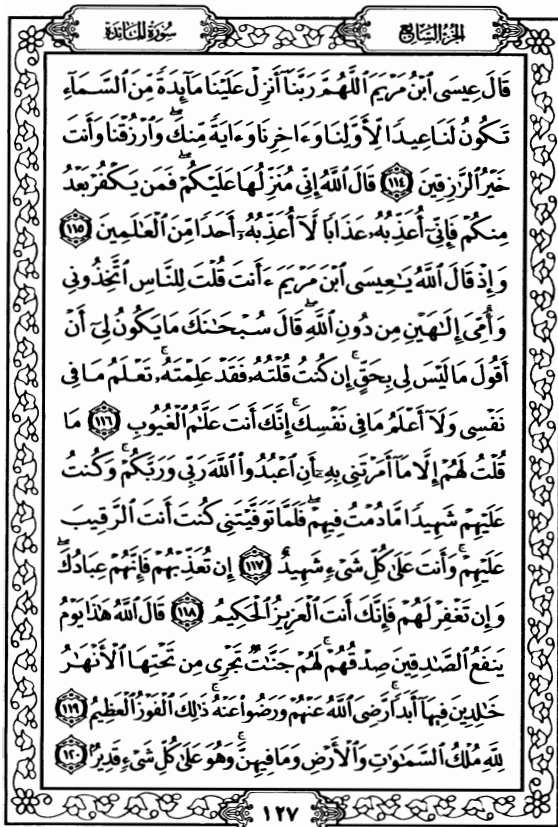 الجزء السابع
سورة المائدة
قَالَ عِيسَى ٱبْنُ مَرْيَمَ ٱللَّهُمَّ رَبَّنَآ أَنزِلْ عَلَيْنَا مَآئِدَةً مِّنَ ٱلسَّمَآءِ
تَكُونُ لَنَا عِيدًا لِّأَوَّلِنَا وَءَاخِرِنَا وَءَايَةً مِّنكَ ۖ وَٱرْزُقْنَا وَأَنتَ
خَيْرُ ٱلرَّٰزِقِينَ ١١٤ قَالَ ٱللَّهُ إِنِّى مُنَزِّلُهَا عَلَيْكُمْ ۖ فَمَن يَكْفُرْ بَعْدُ
مِنكُمْ فَإِنِّىٓ أُعَذِّبُهُۥ عَذَابًا لَّآ أُعَذِّبُهُۥٓ أَحَدًا مِّنَ ٱلْعَٰلَمِينَ ١١٥
وَإِذْ قَالَ ٱللَّهُ يَٰعِيسَى ٱبْنَ مَرْيَمَ ءَأَنتَ قُلْتَ لِلنَّاسِ ٱتَّخِذُونِى
وَأُمِّىَ إِلَٰهَيْنِ مِن دُونِ ٱللَّهِ ۖ قَالَ سُبْحَٰنَكَ مَا يَكُونُ لِىٓ أَنْ
أَقُولَ مَا لَيْسَ لِى بِحَقٍّ ۚ إِن كُنتُ قُلْتُهُۥ فَقَدْ عَلِمْتَهُۥ ۚ تَعْلَمُ مَا فِى
نَفْسِى وَلَآ أَعْلَمُ مَا فِى نَفْسِكَ ۚ إِنَّكَ أَنتَ عَلَّٰمُ ٱلْغُيُوبِ ١١٦ مَا
قُلْتُ لَهُمْ إِلَّا مَآ أَمَرْتَنِى بِهِۦٓ أَنِ ٱعْبُدُوا۟ ٱللَّهَ رَبِّى وَرَبَّكُمْ ۚ وَكُنتُ
عَلَيْهِمْ شَهِيدًا مَّا دُمْتُ فِيهِمْ ۖ فَلَمَّا تَوَفَّيْتَنِى كُنتَ أَنتَ ٱلرَّقِيبَ
عَلَيْهِمْ ۚ وَأَنتَ عَلَىٰ كُلِّ شَىْءٍ شَهِيدٌ ١١٧ إِن تُعَذِّبْهُمْ فَإِنَّهُمْ عِبَادُكَ ۖ
وَإِن تَغْفِرْ لَهُمْ فَإِنَّكَ أَنتَ ٱلْعَزِيزُ ٱلْحَكِيمُ ١١٨ قَالَ ٱللَّهُ هَٰذَا يَوْمُ
يَنفَعُ ٱلصَّٰدِقِينَ صِدْقُهُمْ ۚ لَهُمْ جَنَّٰتٌ تَجْرِى مِن تَحْتِهَا ٱلْأَنْهَٰرُ
خَٰلِدِينَ فِيهَآ أَبَدًا ۚ رَّضِىَ ٱللَّهُ عَنْهُمْ وَرَضُوا۟ عَنْهُ ۚ ذَٰلِكَ ٱلْفَوْزُ ٱلْعَظِيمُ ١١٩
لِلَّهِ مُلْكُ ٱلسَّمَٰوَٰتِ وَٱلْأَرْضِ وَمَا فِيهِنَّ ۚ وَهُوَ عَلَىٰ كُلِّ شَىْءٍ قَدِيرٌۢ ١٢٠
١٢٧